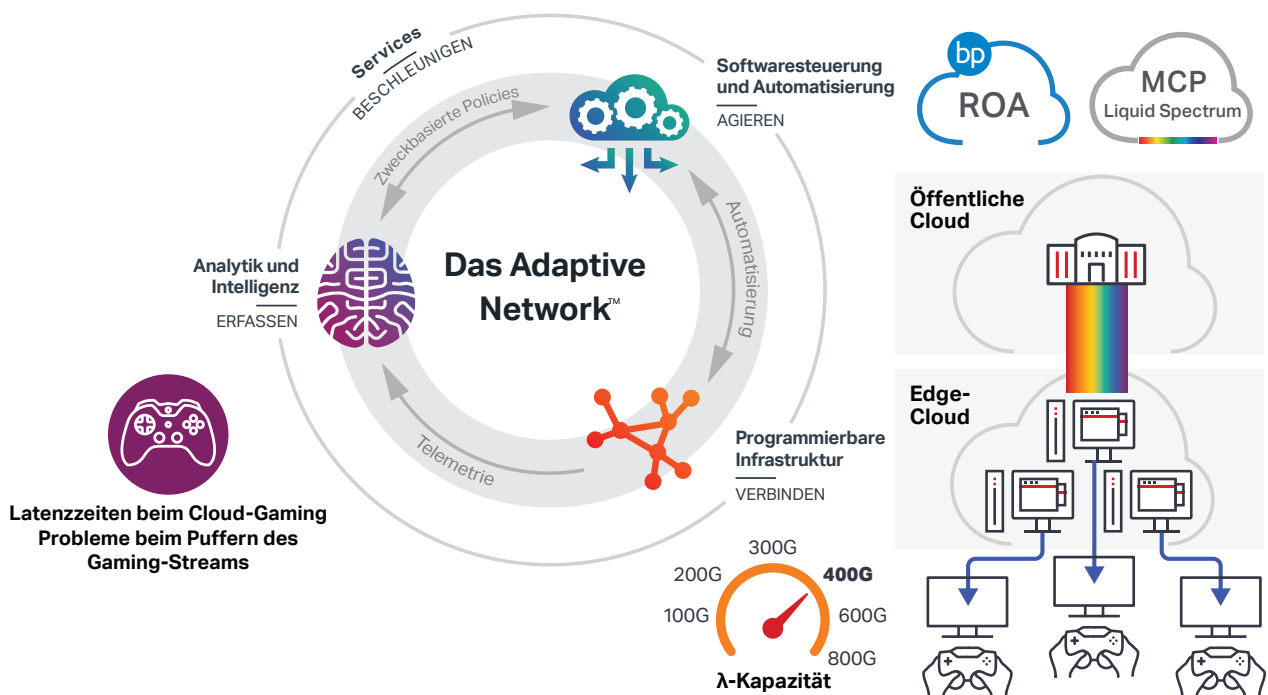 Services
BESCHLEUNIGEN
Zweckbasierte Policies
Softwaresteuerung
und Automatisierung
AGIEREN
Automatisierung
Analytik und
Intelligenz
ERFASSEN
Das Adaptive
Network™
Telemetrie
Programmierbare
Infrastruktur
VERBINDEN
Latenzzeiten beim Cloud-Gaming
Probleme beim Puffern des
Gaming-Streams
100G
200G
300G
400G
600G
800G
λ-Kapazität
bp
ROA
MCP
Liquid Spectrum
Öffentliche
Cloud
Edge-
Cloud